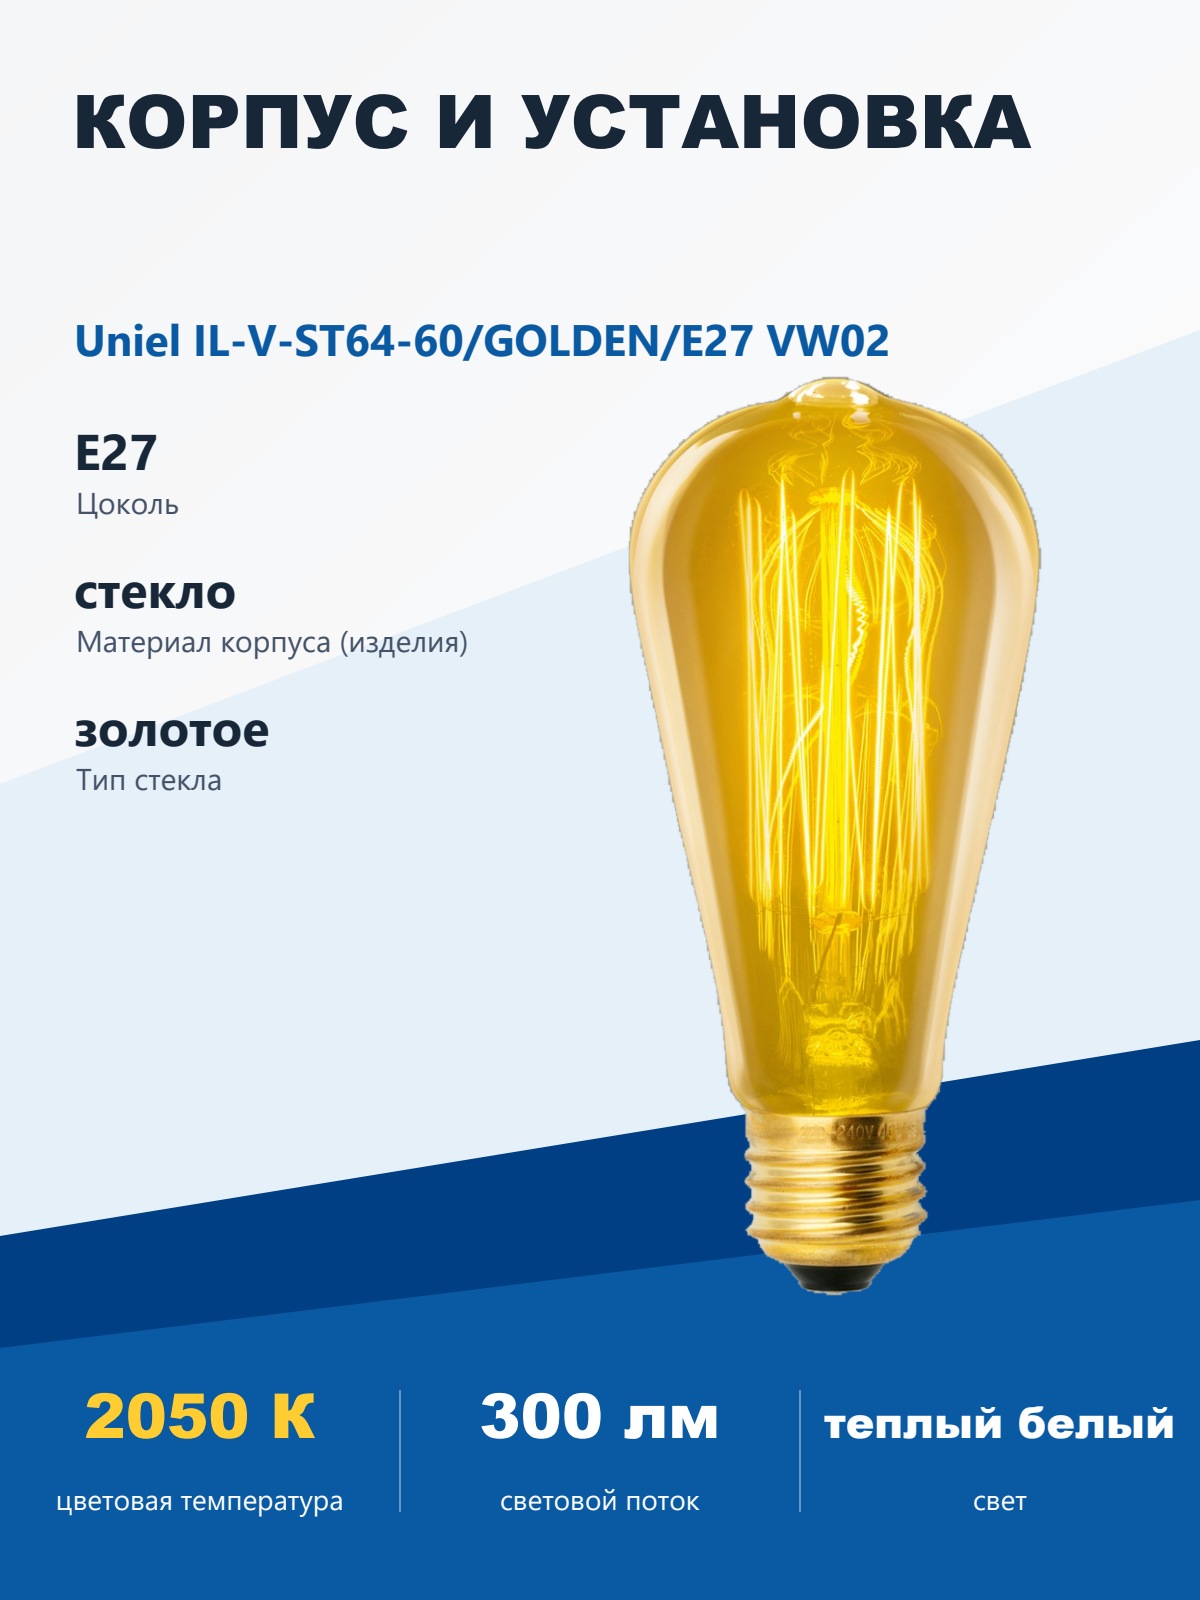 КОРПУС И УСТАНОВКА
Uniel IL-V-ST64-60/GOLDEN/E27 VW02
E27
Цоколь
стекло
Материал корпуса (изделия)
золотое
Тип стекла
2050 К
цветовая температура
300 лм
световой поток
теплый белый
свет